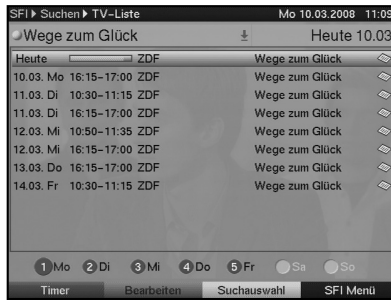 SFI ▶ Suchen ▶ TV-Liste Mo 10.03.2008 11:09
Wege zum Glück Heute 10.03
Heute ZDF Wege zum Glück
10.03. Mo 16:15-17:00 ZDF Wege zum Glück
11.03. Di 10:30-11:15 ZDF Wege zum Glück
11.03. Di 16:15-17:00 ZDF Wege zum Glück
12.03. Mi 10:50-11:35 ZDF Wege zum Glück
12.03. Mi 16:15-17:00 ZDF Wege zum Glück
13.03. Do 16:15-17:00 ZDF Wege zum Glück
14.03. Fr 10:30-11:15 ZDF Wege zum Glück
1 Mo 2 Di 3 Mi 4 Do 5 Fr Sa So
Timer Bearbeiten Suchauswahl SFI Menü